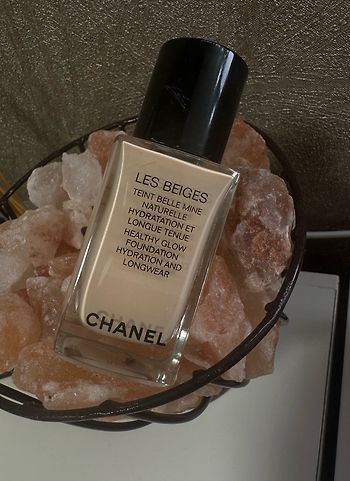 LES BEIGES
TEINT BELLE MINE
NATURELLE
HYDRATATION ET
LONGUE TENUE
HEALTHY GLOW
FOUNDATION
HYDRATION AND
LONGWEAR
CHANEL